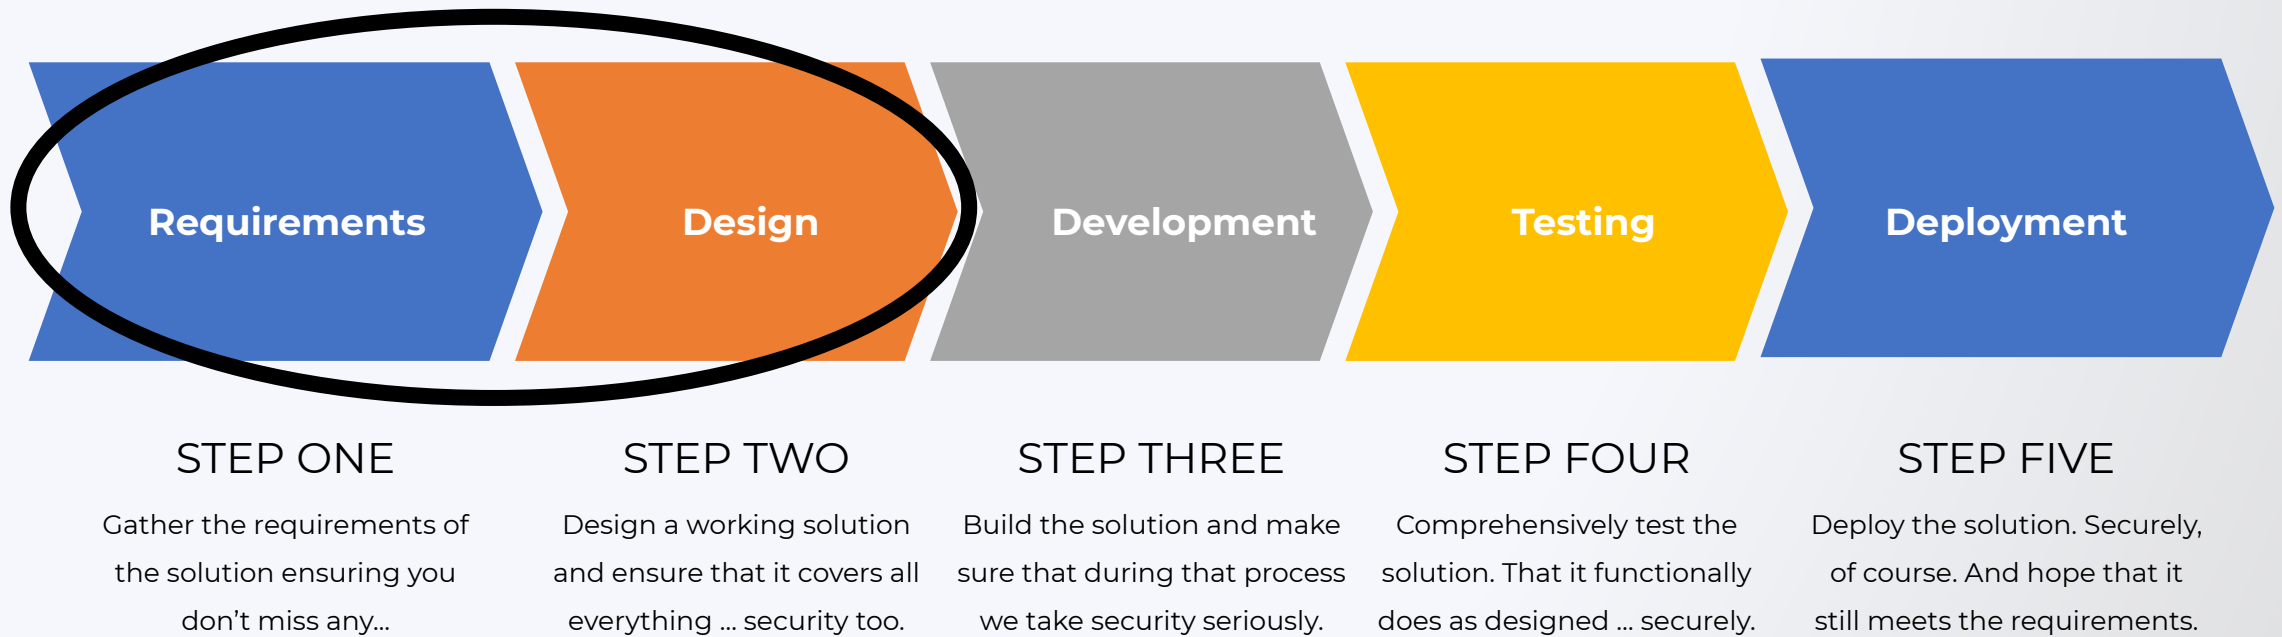 Requirements
Design
Development
Testing
Deployment
STEP ONE
Gather the requirements of
the solution ensuring you
don’t miss any...
STEP TWO
Design a working solution
and ensure that it covers all
everything ... security too.
STEP THREE
Build the solution and make
sure that during that process
we take security seriously.
STEP FOUR
Comprehensively test the
solution. That it functionally
does as designed ... securely.
STEP FIVE
Deploy the solution. Securely,
of course. And hope that it
still meets the requirements.